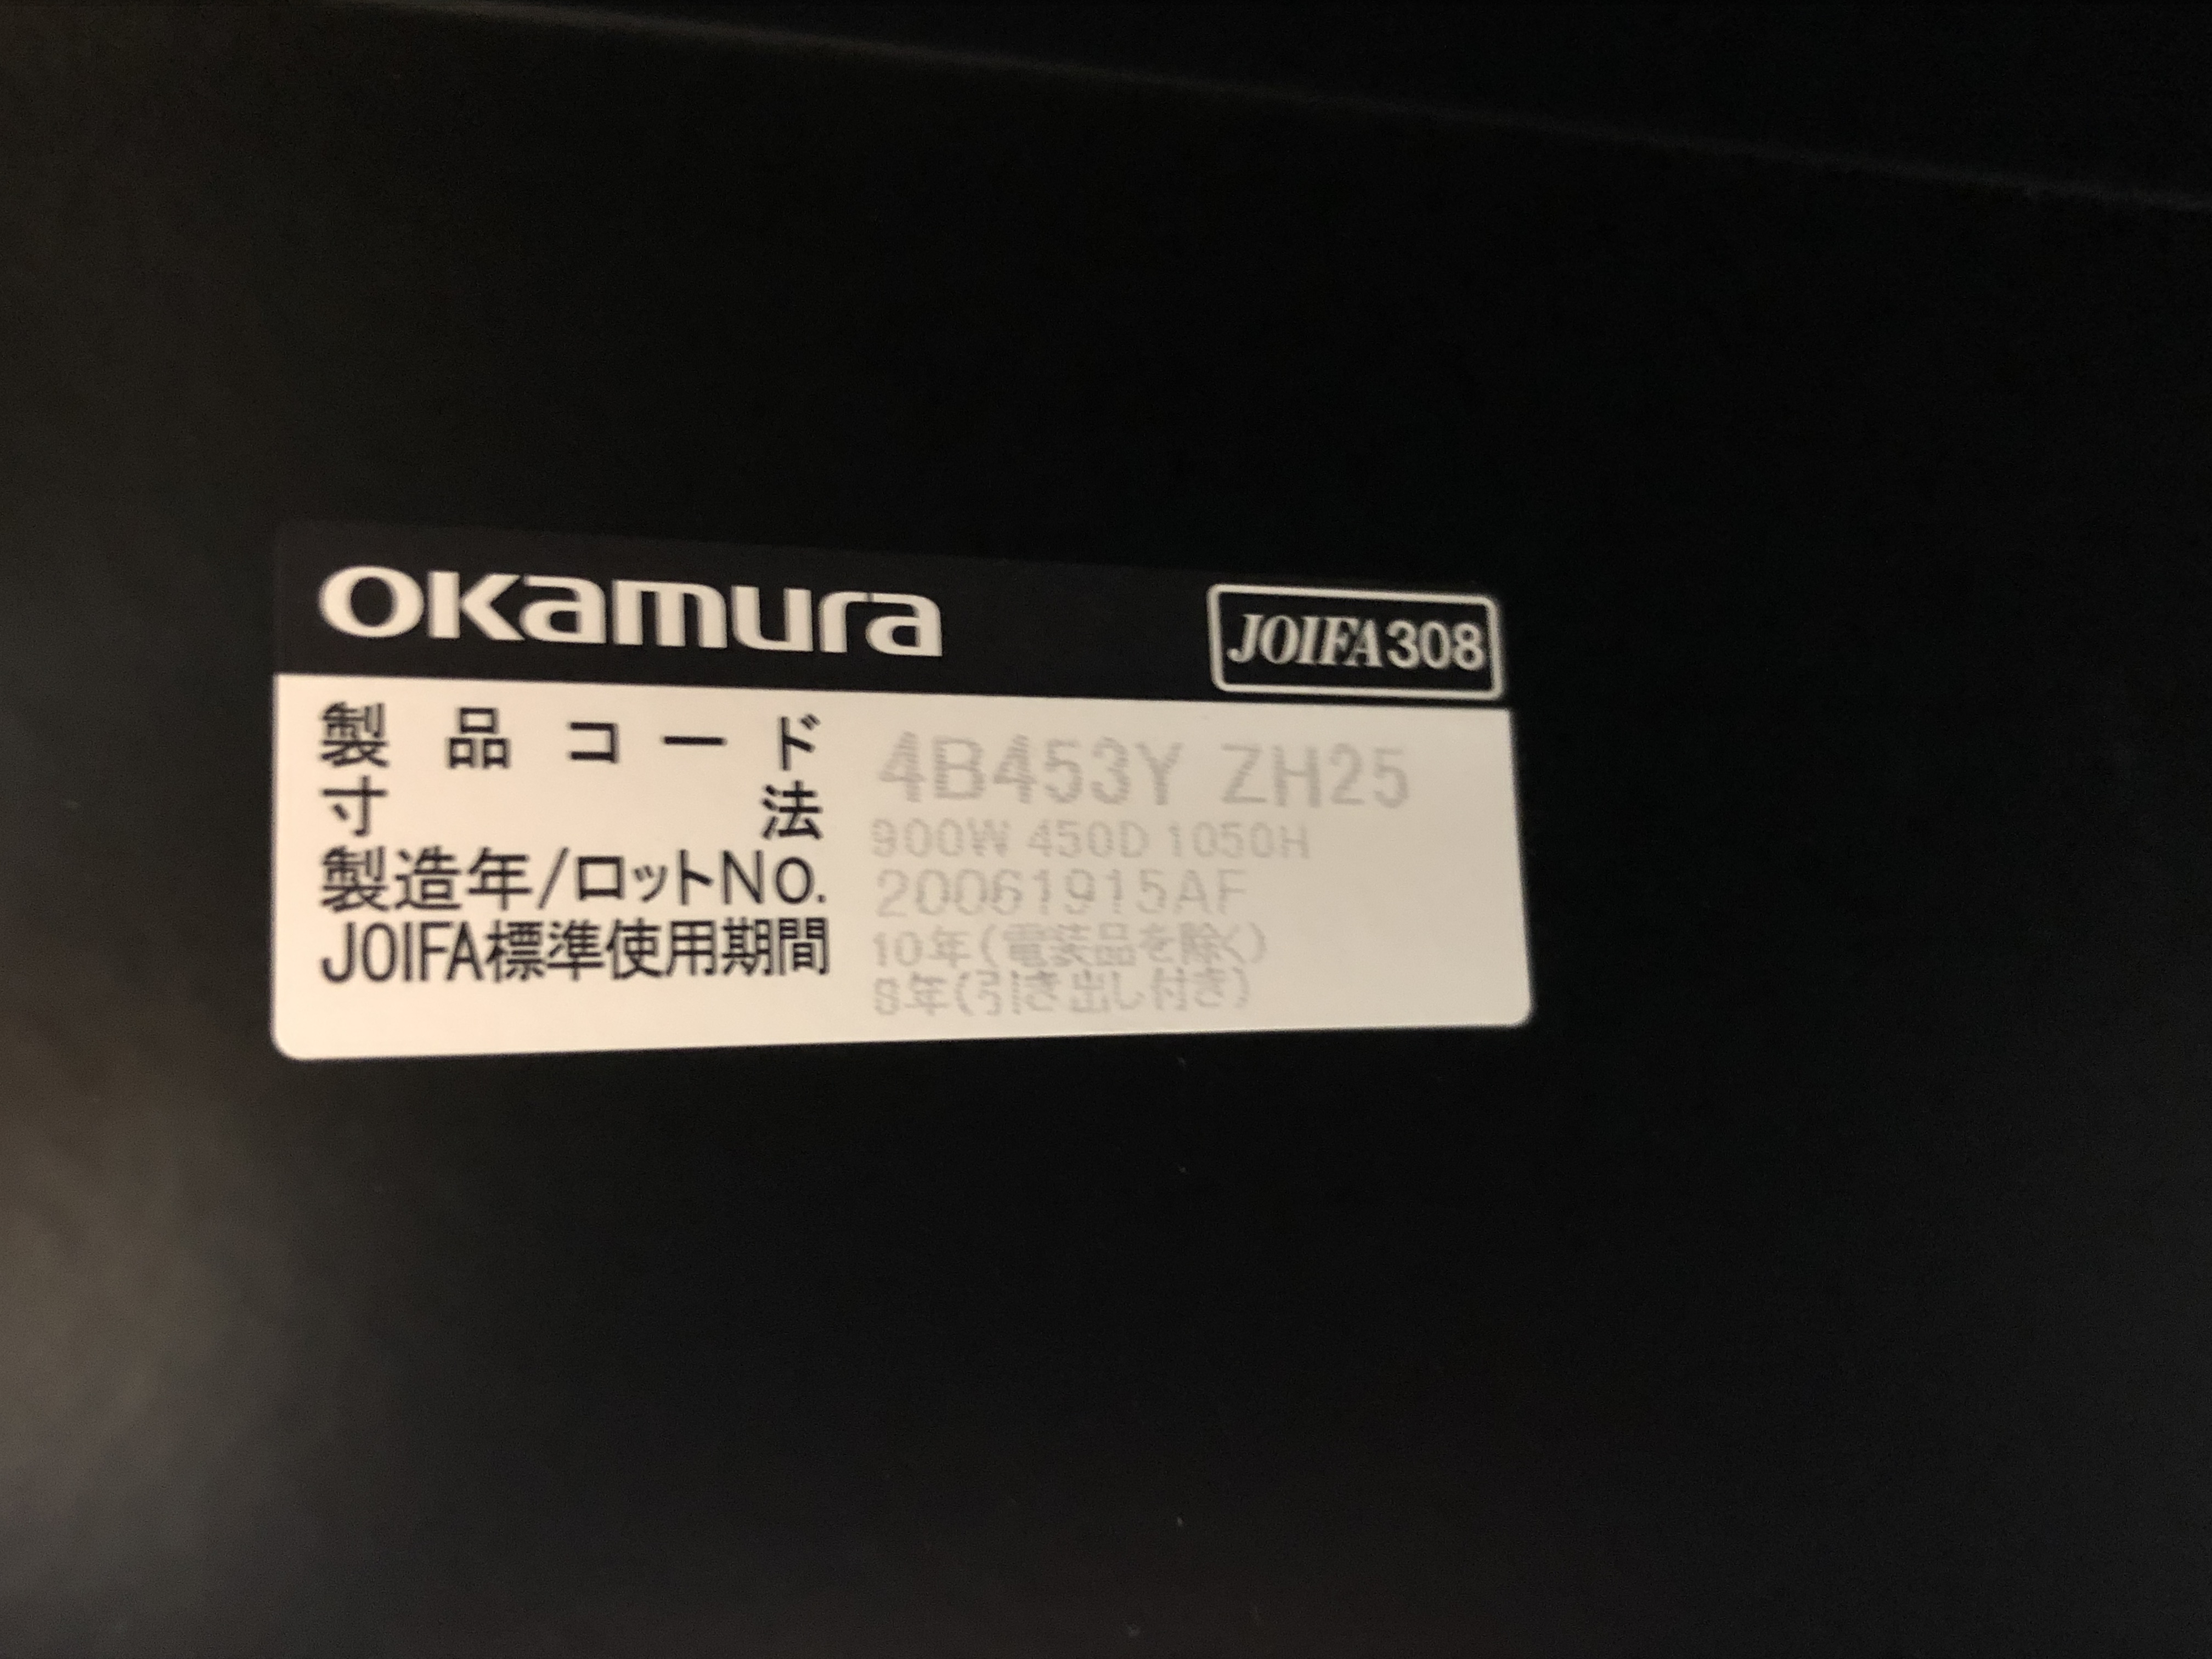 okamura
JOIFA308
製品コード 4B453Y ZH25
寸法 900W 450D 1050H
製造年/ロットNo. 20061915AF
JOIFA標準使用期間 10年(電装品を除く)
8年(引き出し付き)